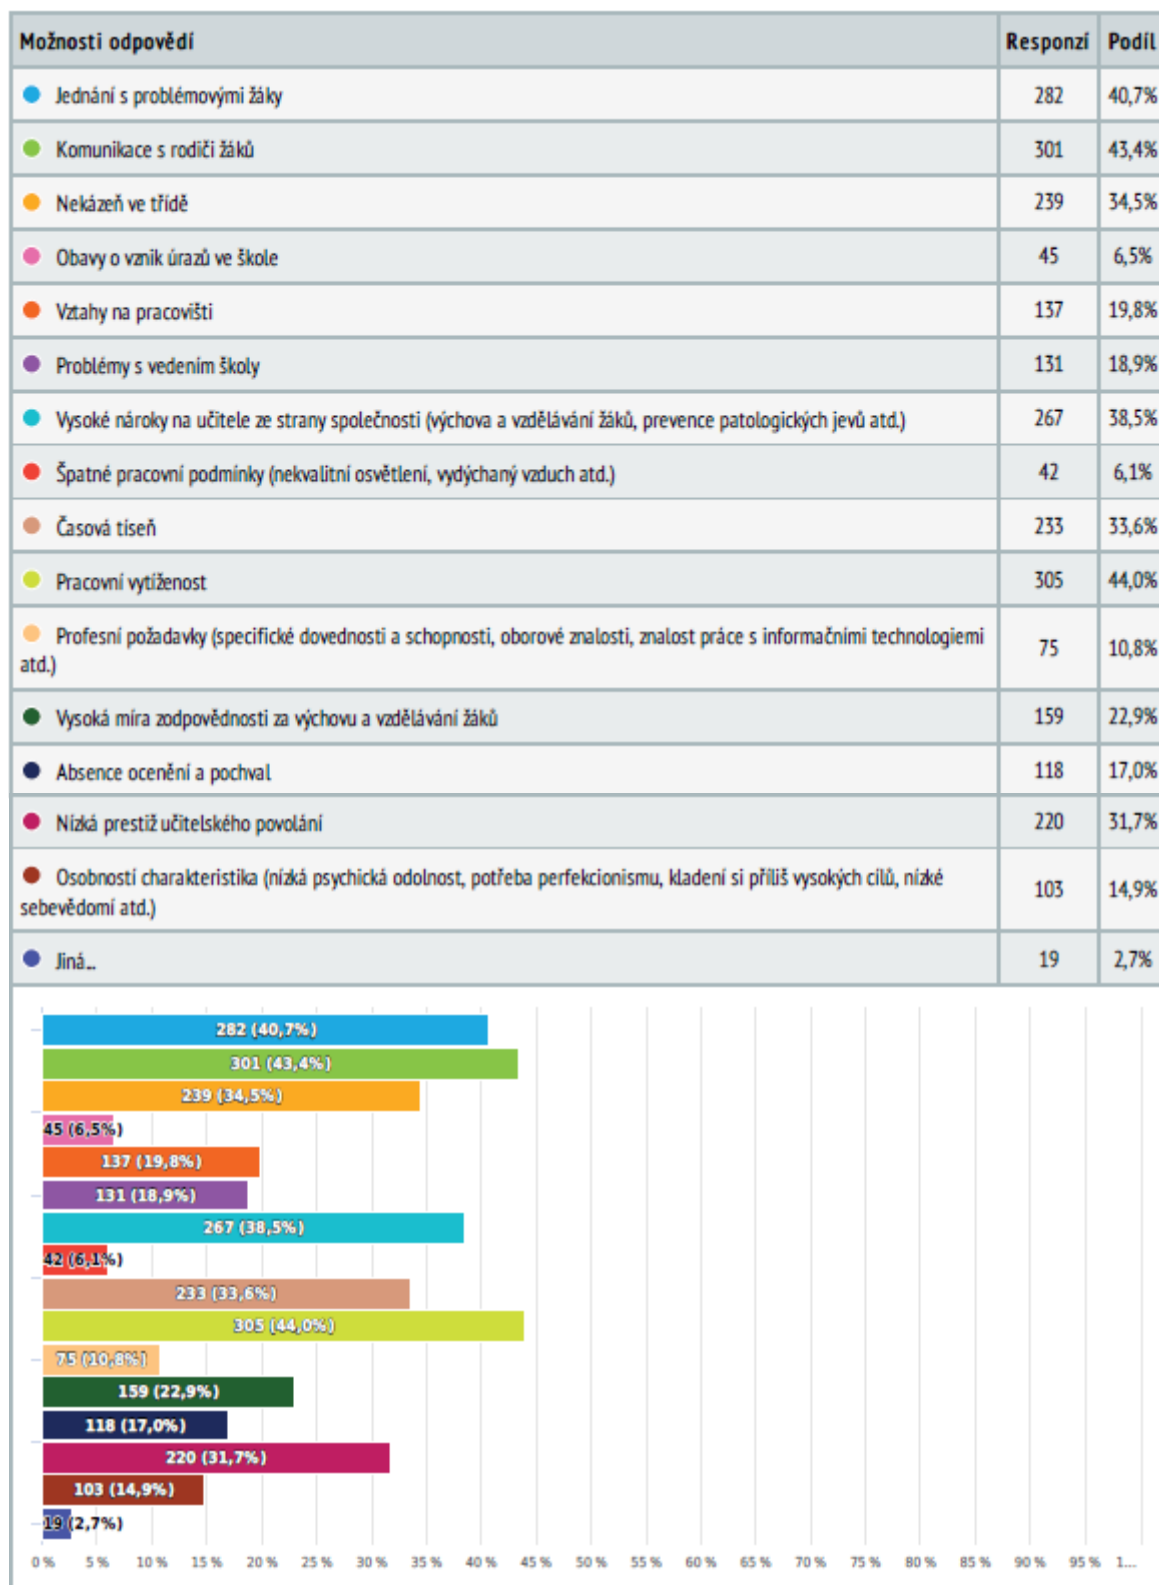 Možnosti odpovědí Responzí Podíl
Jednání s problémovými žáky 282 40,7%
Komunikace s rodiči žáků 301 43,4%
Nekázeň ve třídě 239 34,5%
Obavy o vznik úrazů ve škole 45 6,5%
Vztahy na pracovišti 137 19,8%
Problémy s vedením školy 131 18,9%
Vysoké nároky na učitele ze strany společnosti (výchova a vzdělávání žáků, prevence patologických jevů atd.) 267 38,5%
Špatné pracovní podmínky (nekvalitní osvětlení, vydýchaný vzduch atd.) 42 6,1%
Časová tíseň 233 33,6%
Pracovní vytíženost 305 44,0%
Profesní požadavky (specifické dovednosti a schopnosti, oborové znalosti, znalost práce s informačními technologiemi
atd.) 75 10,8%
Vysoká míra zodpovědnosti za výchovu a vzdělávání žáků 159 22,9%
Absence ocenění a pochval 118 17,0%
Nízká prestiž učitelského povolání 220 31,7%
Osobností charakteristika (nízká psychická odolnost, potřeba perfekcionismu, kladení si příliš vysokých cílů, nízké
sebevědomí atd.) 103 14,9%
Jiná... 19 2,7%
282 (40,7%)
301 (43,4%)
239 (34,5%)
45 (6,5%)
137 (19,8%)
131 (18,9%)
267 (38,5%)
42 (6,1%)
233 (33,6%)
305 (44,0%)
75 (10,8%)
159 (22,9%)
118 (17,0%)
220 (31,7%)
103 (14,9%)
19 (2,7%)
0 % 5 % 10 % 15 % 20 % 25 % 30 % 35 % 40 % 45 % 50 % 55 % 60 % 65 % 70 % 75 % 80 % 85 % 90 % 95 % 1...